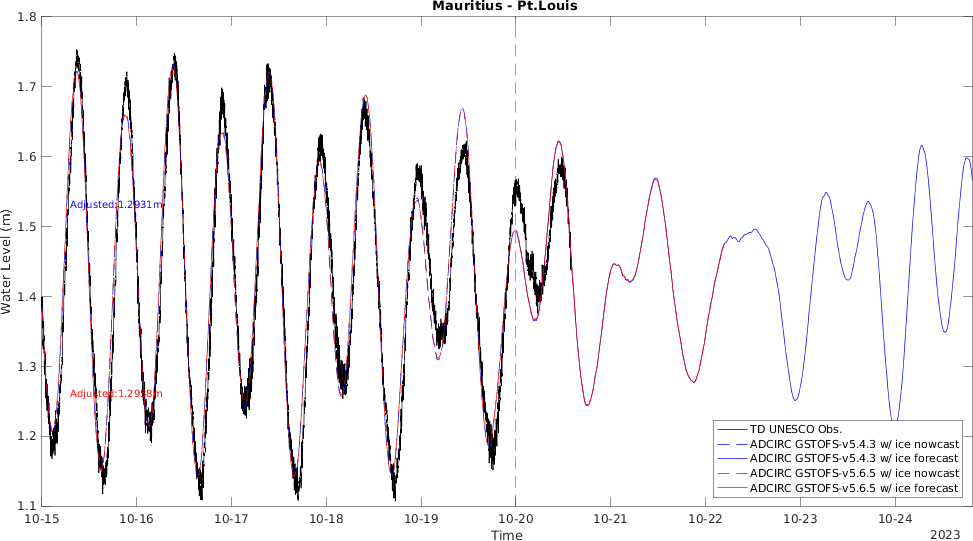 Mauritius - Pt.Louis
1.8
1.7
1.6
1.5
1.4
1.3
1.2
1.1
Water Level (m)
Adjusted:1.2931m
Adjusted:1.2958m
TD UNESCO Obs.
ADCIRC GSTOFS-v5.4.3 w/ ice nowcast
ADCIRC GSTOFS-v5.4.3 w/ ice forecast
ADCIRC GSTOFS-v5.6.5 w/ ice nowcast
ADCIRC GSTOFS-v5.6.5 w/ ice forecast
10-15 10-16 10-17 10-18 10-19 10-20 10-21 10-22 10-23 10-24
Time
2023